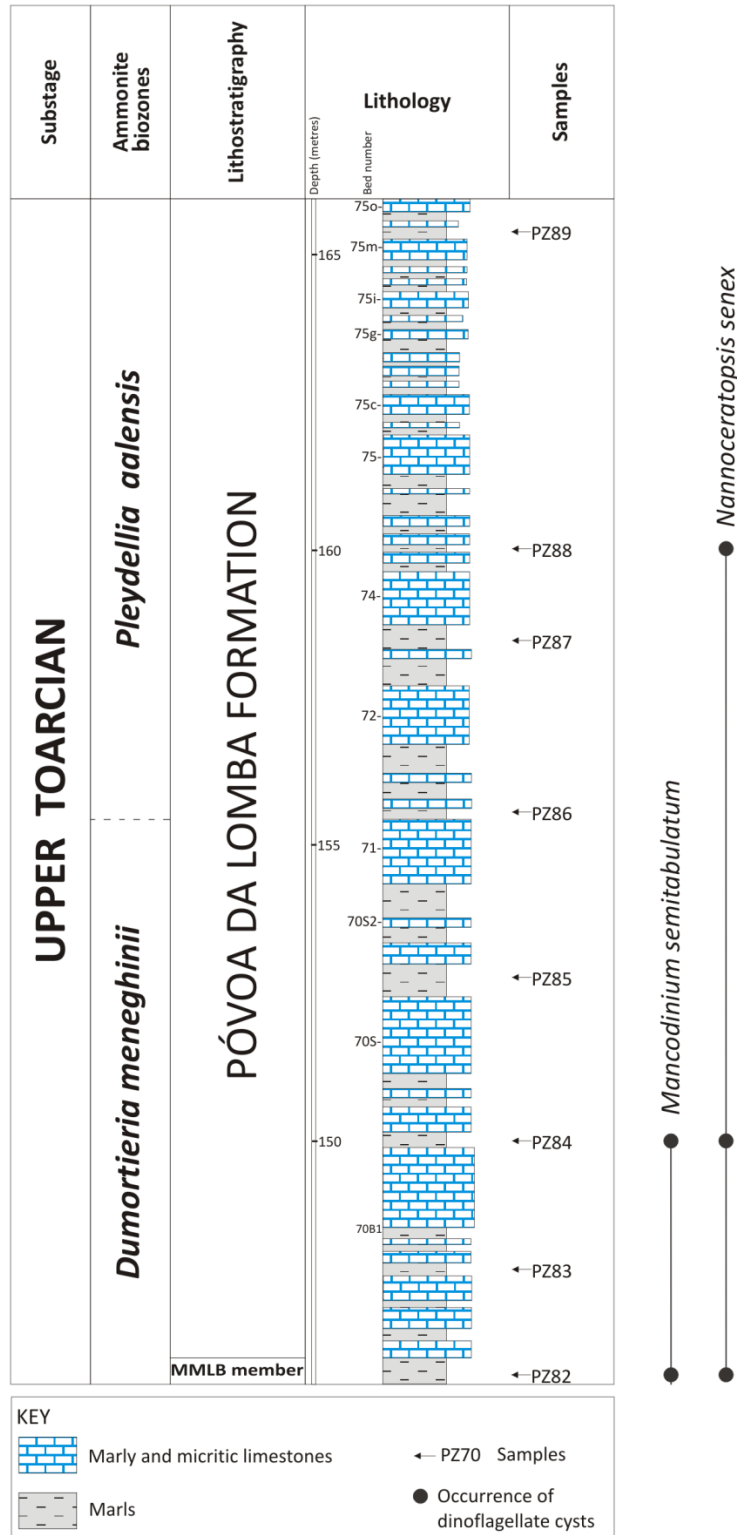 Substage
Ammonite
biozones
Lithostratigraphy
Depth (metres)
Bed number
Lithology
Samples
UPPER TOARCIAN
Pleydellia aalensis
Dumortieria meneghinii
PÓVOA DA LOMBA FORMATION
MMLB member
165
160
155
150
75o
75m
75i
75g
75c
75
74
72
71
70S2
70S
70B1
PZ89
PZ88
PZ87
PZ86
PZ85
PZ84
PZ83
PZ82
Mancodinium semitabulatum
Nannoceratopsis senex
KEY
Marly and micritic limestones
Marls
PZ70 Samples
Occurrence of
dinoflagellate cysts